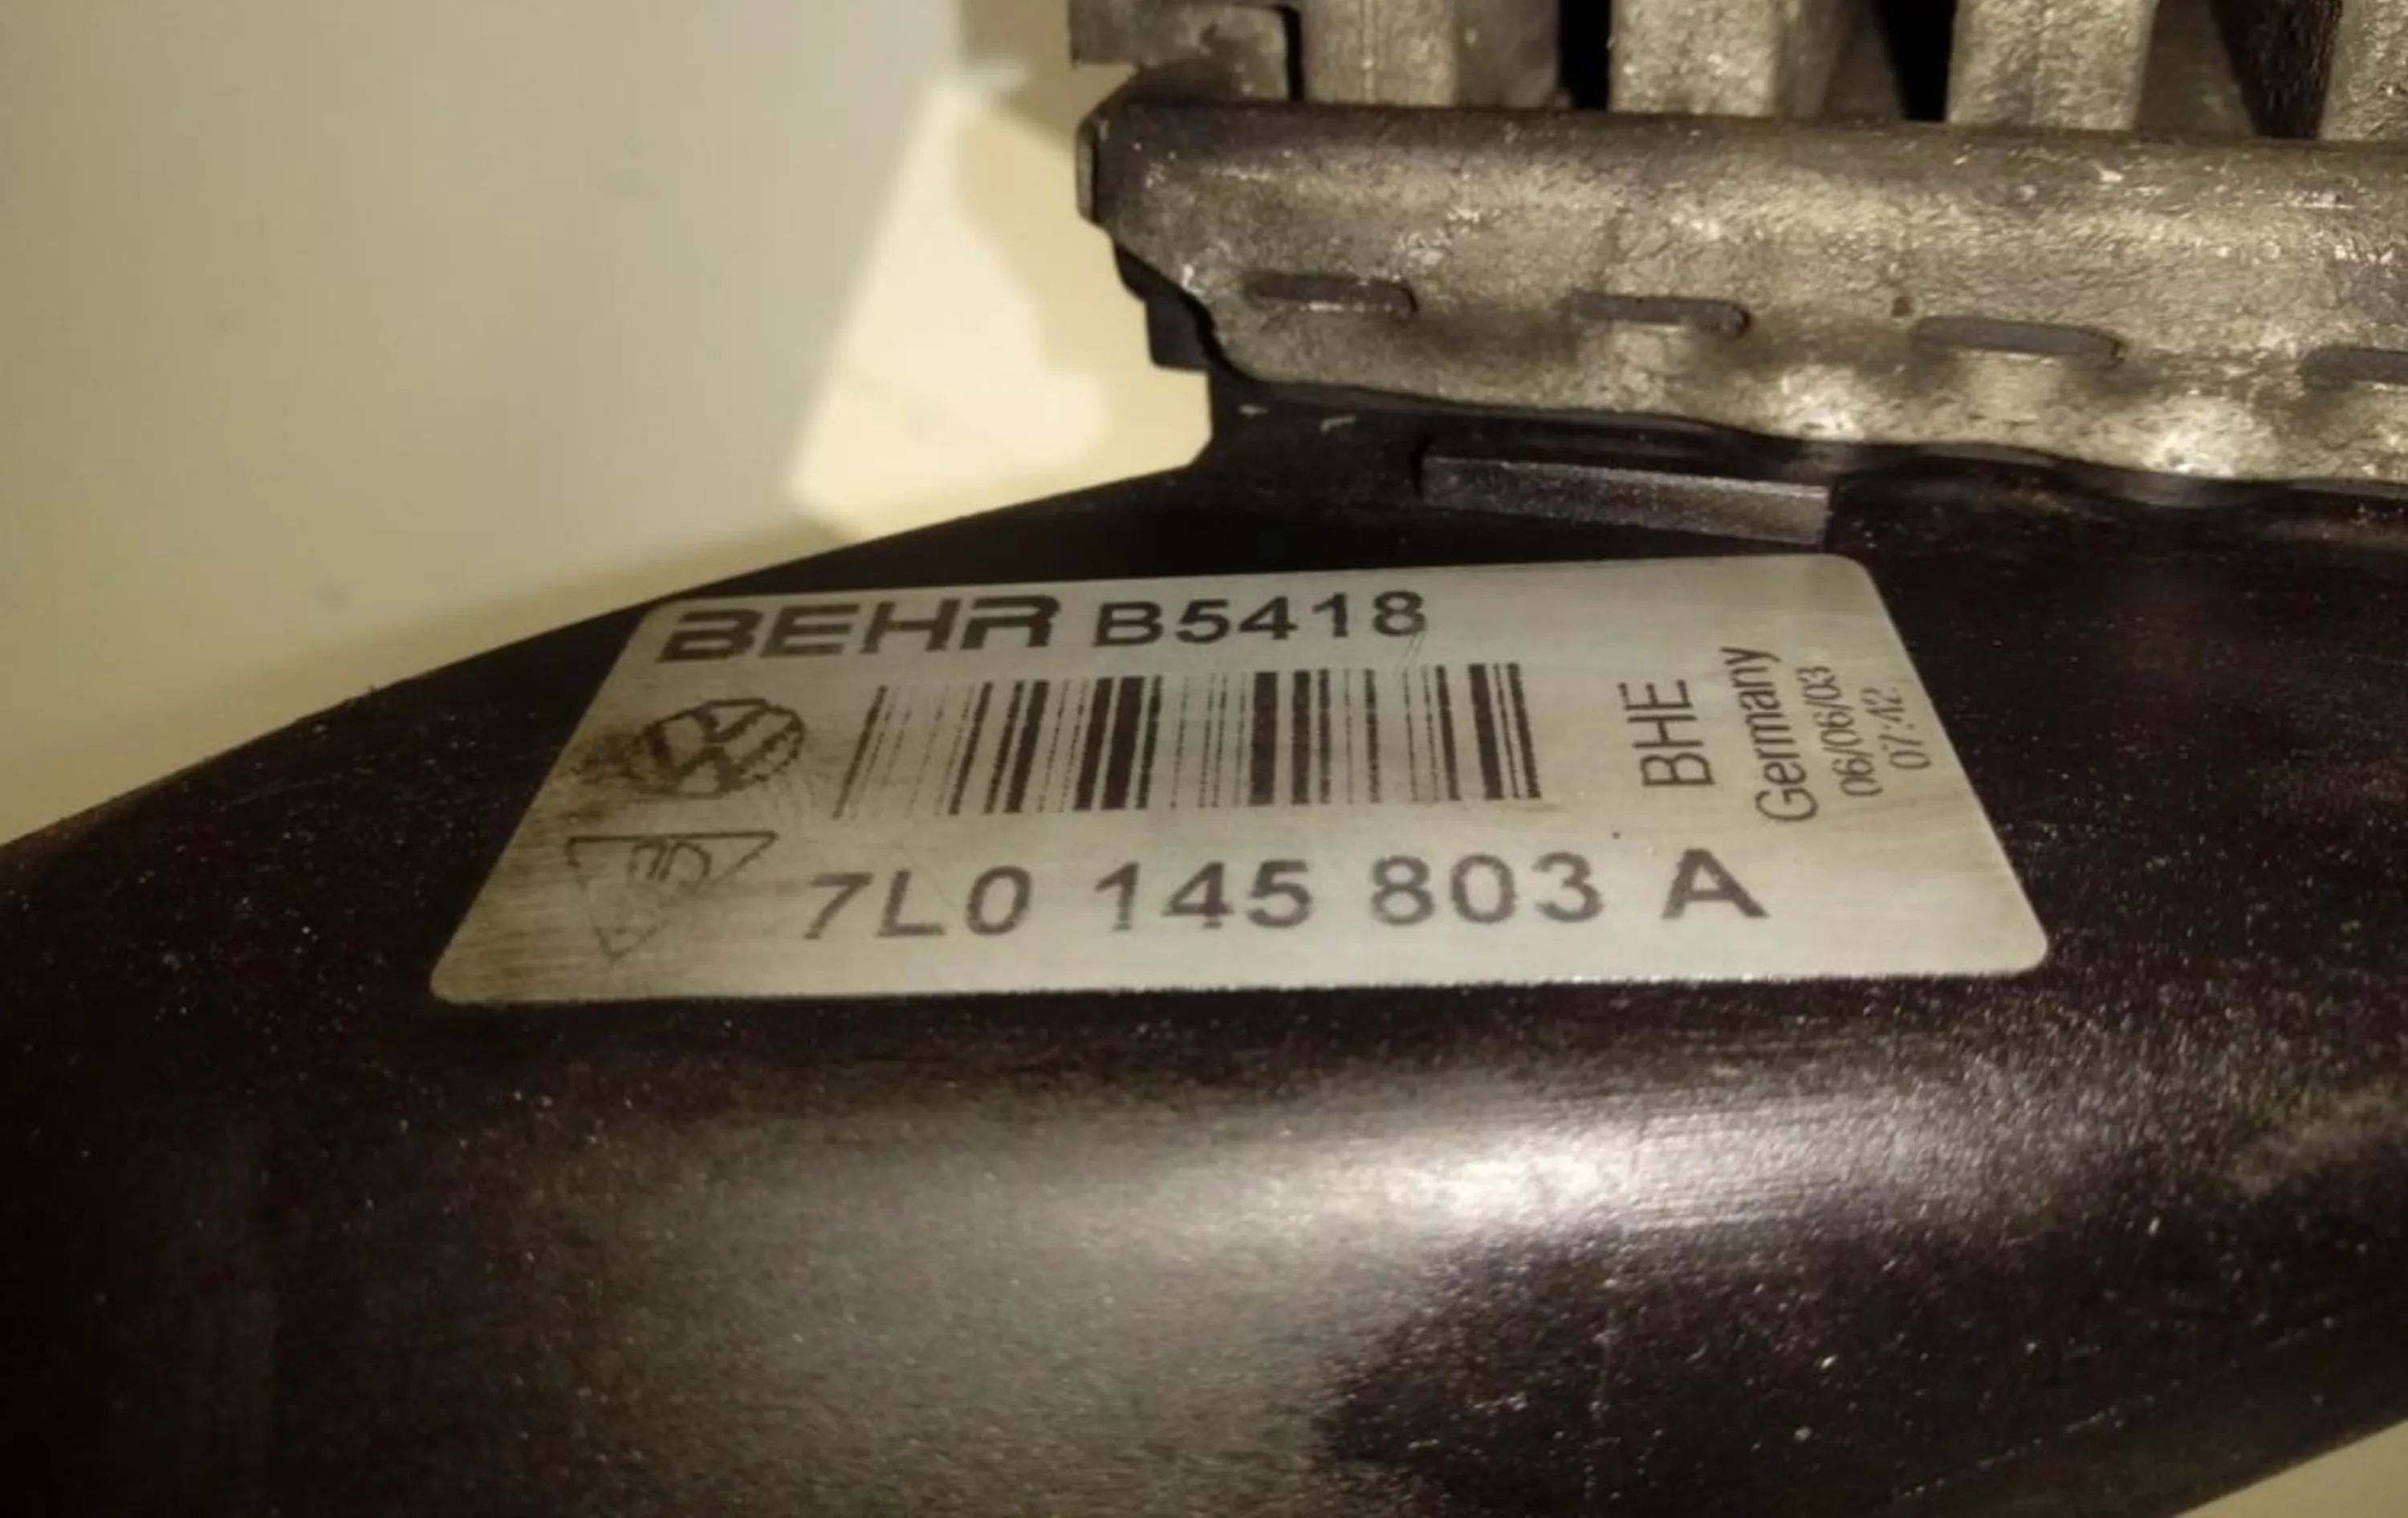 BEHR B5418
7L0 145 803 A
BHE
Germany
06/06/03
07:42